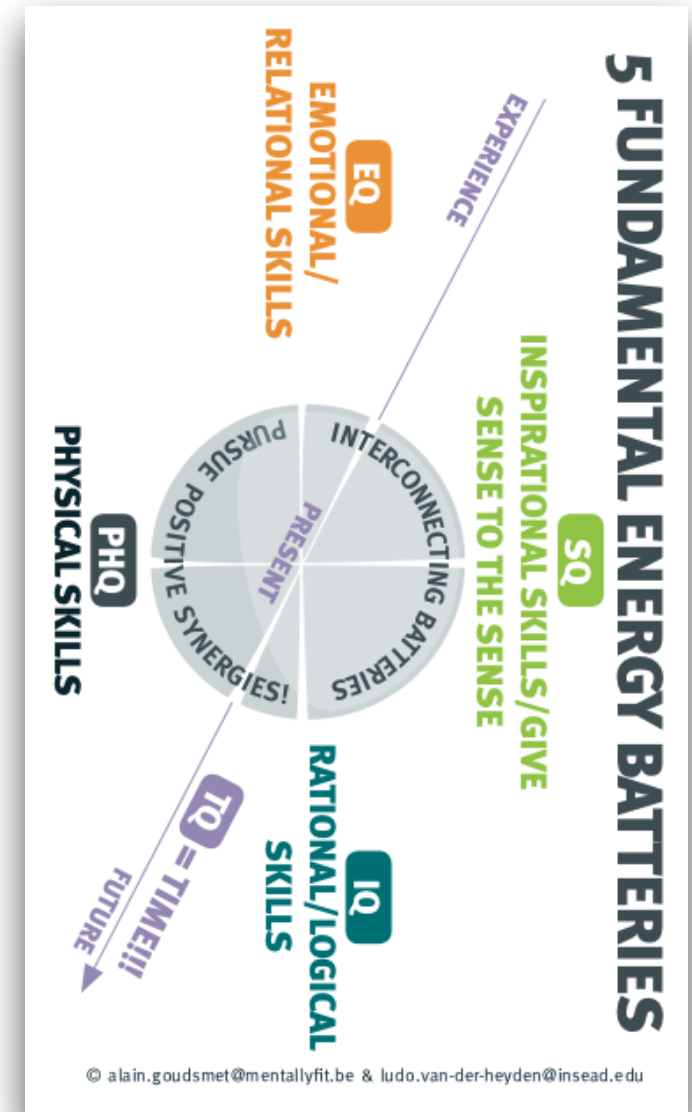 5 FUNDAMENTAL ENERGY BATTERIES
EXPERIENCE
SQ
INSPIRATIONAL SKILLS/GIVE
SENSE TO THE SENSE
EQ
EMOTIONAL/
RELATIONAL SKILLS
INTERCONNECTING BATTERIES
PRESENT
PURSUE POSITIVE SYNERGIES!
IQ
RATIONAL/LOGICAL
SKILLS
PHQ
PHYSICAL SKILLS
TQ = TIME!!!
FUTURE
© alain.goudsmet@mentallyfit.be & ludo.van-der-heyden@insead.edu